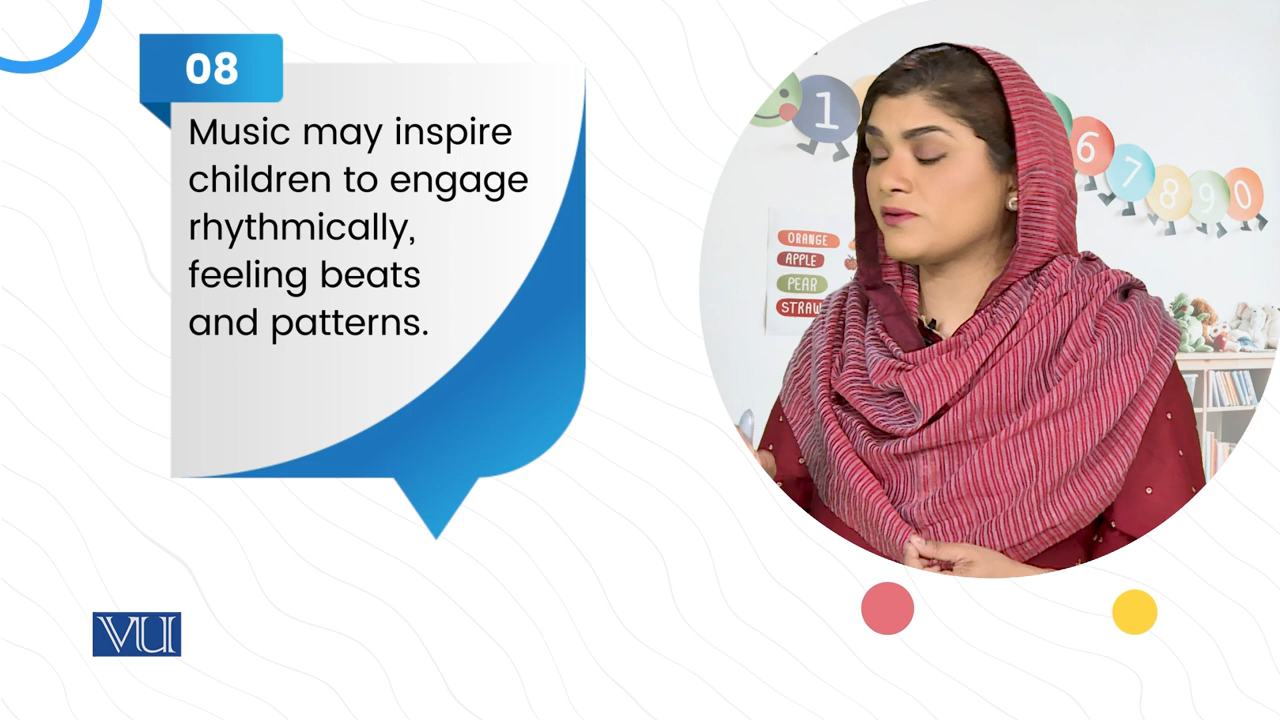 08
Music may inspire
children to engage
rhythmically,
feeling beats
and patterns.
1
6
7
8
9
0
ORANGE
APPLE
PEAR
VU